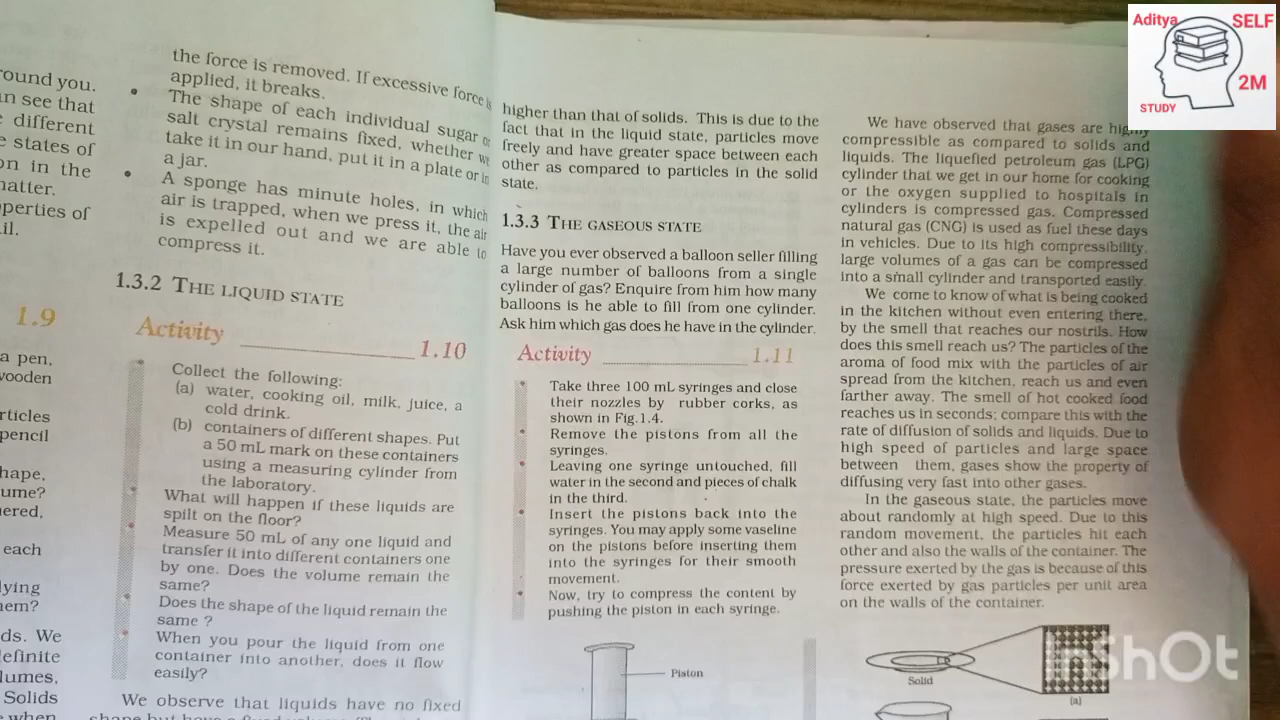 ound you.
n see that
different
e states of
on in the
natter.
perties of
il.
1.9
a pen,
wooden
rticles
pencil
hape,
ume?
ered,
each
lying
hem?
ds. We
efinite
lumes,
Solids
when
the force is removed. If excessive force is
applied, it breaks.
• The shape of each individual sugar or
salt crystal remains fixed, whether we
take it in our hand, put it in a plate or in
a jar.
• A sponge has minute holes, in which
air is trapped, when we press it, the air
is expelled out and we are able to
compress it.
1.3.2 THE LIQUID STATE
Activity 1.10
• Collect the following:
(a) water, cooking oil, milk, juice, a
cold drink.
(b) containers of different shapes. Put
a 50 mL mark on these containers
using a measuring cylinder from
the laboratory.
• What will happen if these liquids are
spilt on the floor?
• Measure 50 mL of any one liquid and
transfer it into different containers one
by one. Does the volume remain the
same?
• Does the shape of the liquid remain the
same ?
• When you pour the liquid from one
container into another, does it flow
easily?
We observe that liquids have no fixed
shape but have a fixed
higher than that of solids. This is due to the
fact that in the liquid state, particles move
freely and have greater space between each
other as compared to particles in the solid
state.
1.3.3 THE GASEOUS STATE
Have you ever observed a balloon seller filling
a large number of balloons from a single
cylinder of gas? Enquire from him how many
balloons is he able to fill from one cylinder.
Ask him which gas does he have in the cylinder.
Activity 1.11
• Take three 100 mL syringes and close
their nozzles by rubber corks, as
shown in Fig.1.4.
• Remove the pistons from all the
syringes.
• Leaving one syringe untouched, fill
water in the second and pieces of chalk
in the third.
• Insert the pistons back into the
syringes. You may apply some vaseline
on the pistons before inserting them
into the syringes for their smooth
movement.
• Now, try to compress the content by
pushing the piston in each syringe.
Piston
We have observed that gases are highly
compressible as compared to solids and
liquids. The liquefied petroleum gas (LPG)
cylinder that we get in our home for cooking
or the oxygen supplied to hospitals in
cylinders is compressed gas. Compressed
natural gas (CNG) is used as fuel these days
in vehicles. Due to its high compressibility,
large volumes of a gas can be compressed
into a small cylinder and transported easily.
We come to know of what is being cooked
in the kitchen without even entering there,
by the smell that reaches our nostrils. How
does this smell reach us? The particles of the
aroma of food mix with the particles of air
spread from the kitchen, reach us and even
farther away. The smell of hot cooked food
reaches us in seconds; compare this with the
rate of diffusion of solids and liquids. Due to
high speed of particles and large space
between them, gases show the property of
diffusing very fast into other gases.
In the gaseous state, the particles move
about randomly at high speed. Due to this
random movement, the particles hit each
other and also the walls of the container. The
pressure exerted by the gas is because of this
force exerted by gas particles per unit area
on the walls of the container.
Solid
(a)
Aditya SELF
STUDY 2M
InShOt